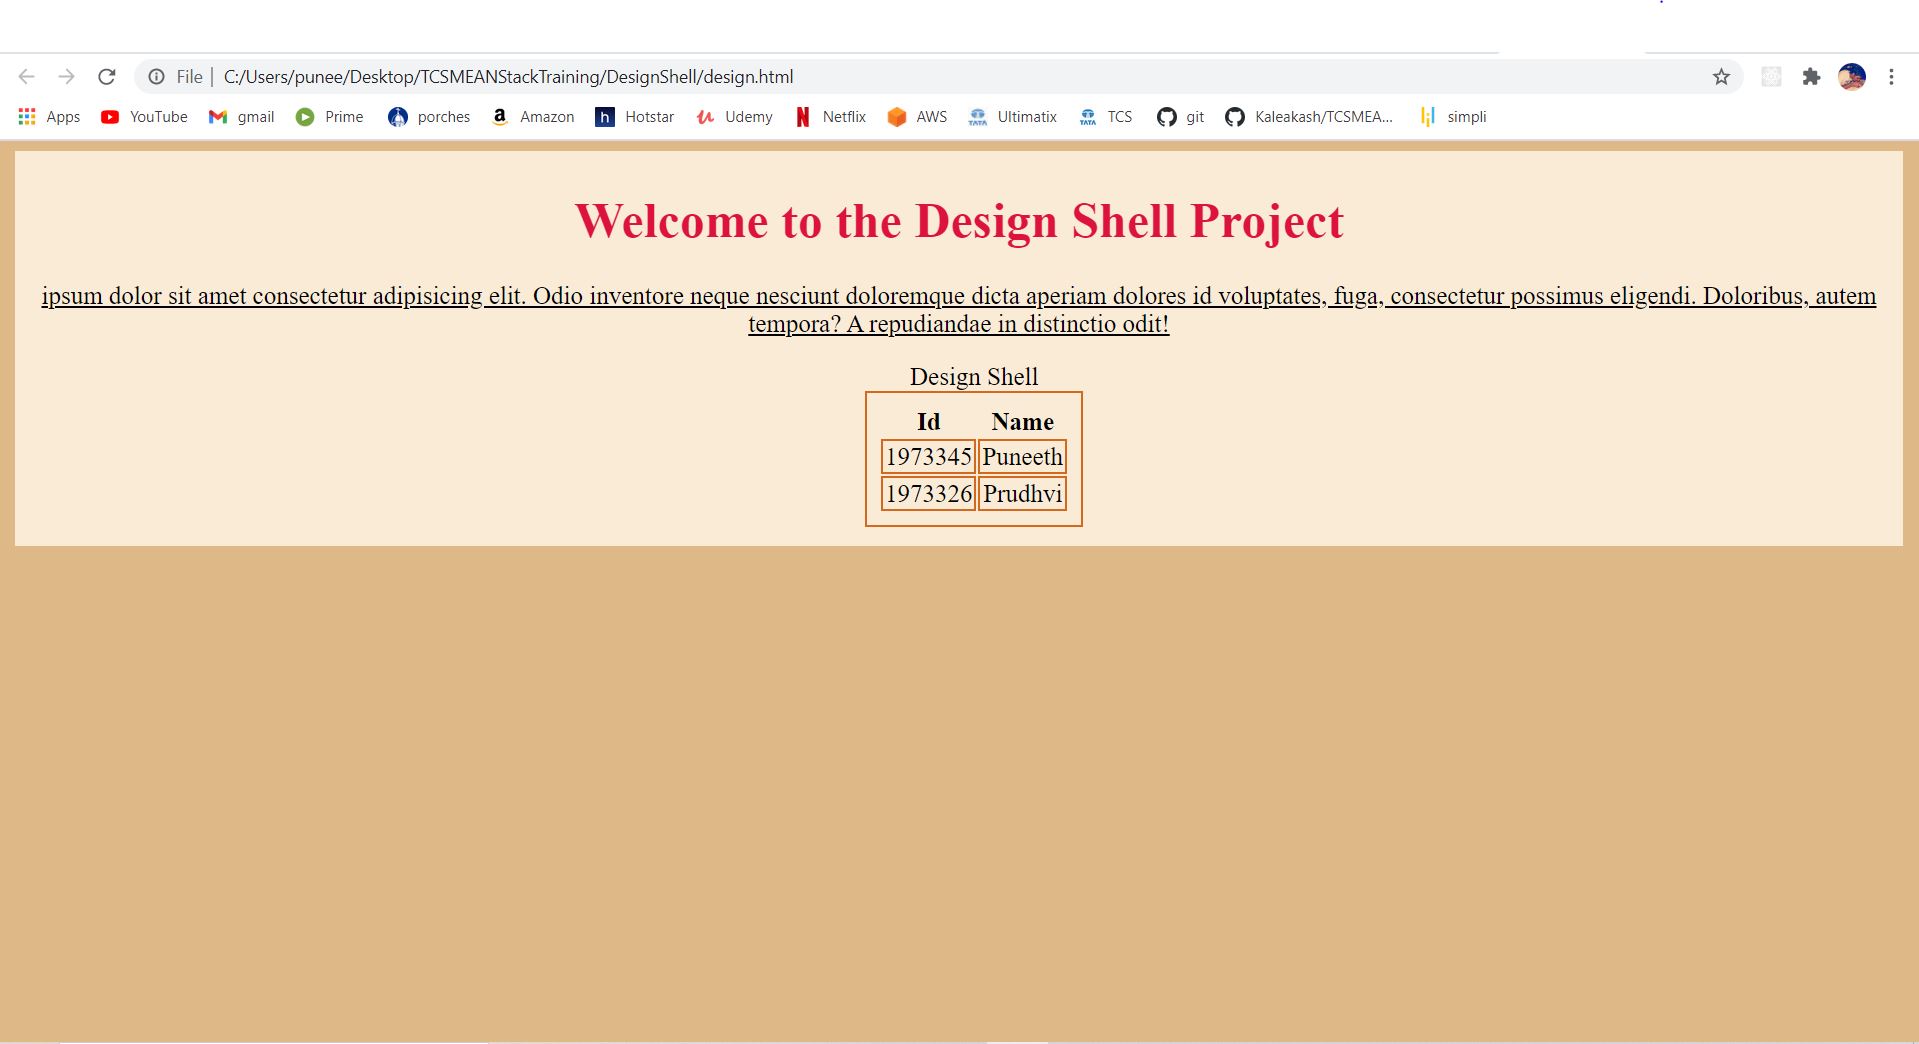 File | C:/Users/punee/Desktop/TCSMEANStackTraining/DesignShell/design.html
Apps YouTube gmail Prime porches Amazon h Hotstar Udemy Netflix AWS TATA Ultimatix TATA TCS git Kaleakash/TCSMEA... simpli
Welcome to the Design Shell Project
ipsum dolor sit amet consectetur adipisicing elit. Odio inventore neque nesciunt doloremque dicta aperiam dolores id voluptates, fuga, consectetur possimus eligendi. Doloribus, autem
tempora? A repudiandae in distinctio odit!
Design Shell
Id Name
1973345 Puneeth
1973326 Prudhvi